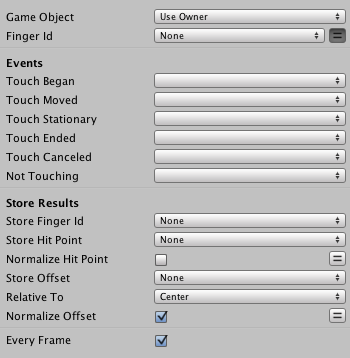 Game Object Use Owner
Finger Id None
Events
Touch Began
Touch Moved
Touch Stationary
Touch Ended
Touch Canceled
Not Touching
Store Results
Store Finger Id None
Store Hit Point None
Normalize Hit Point
Store Offset None
Relative To Center
Normalize Offset
Every Frame